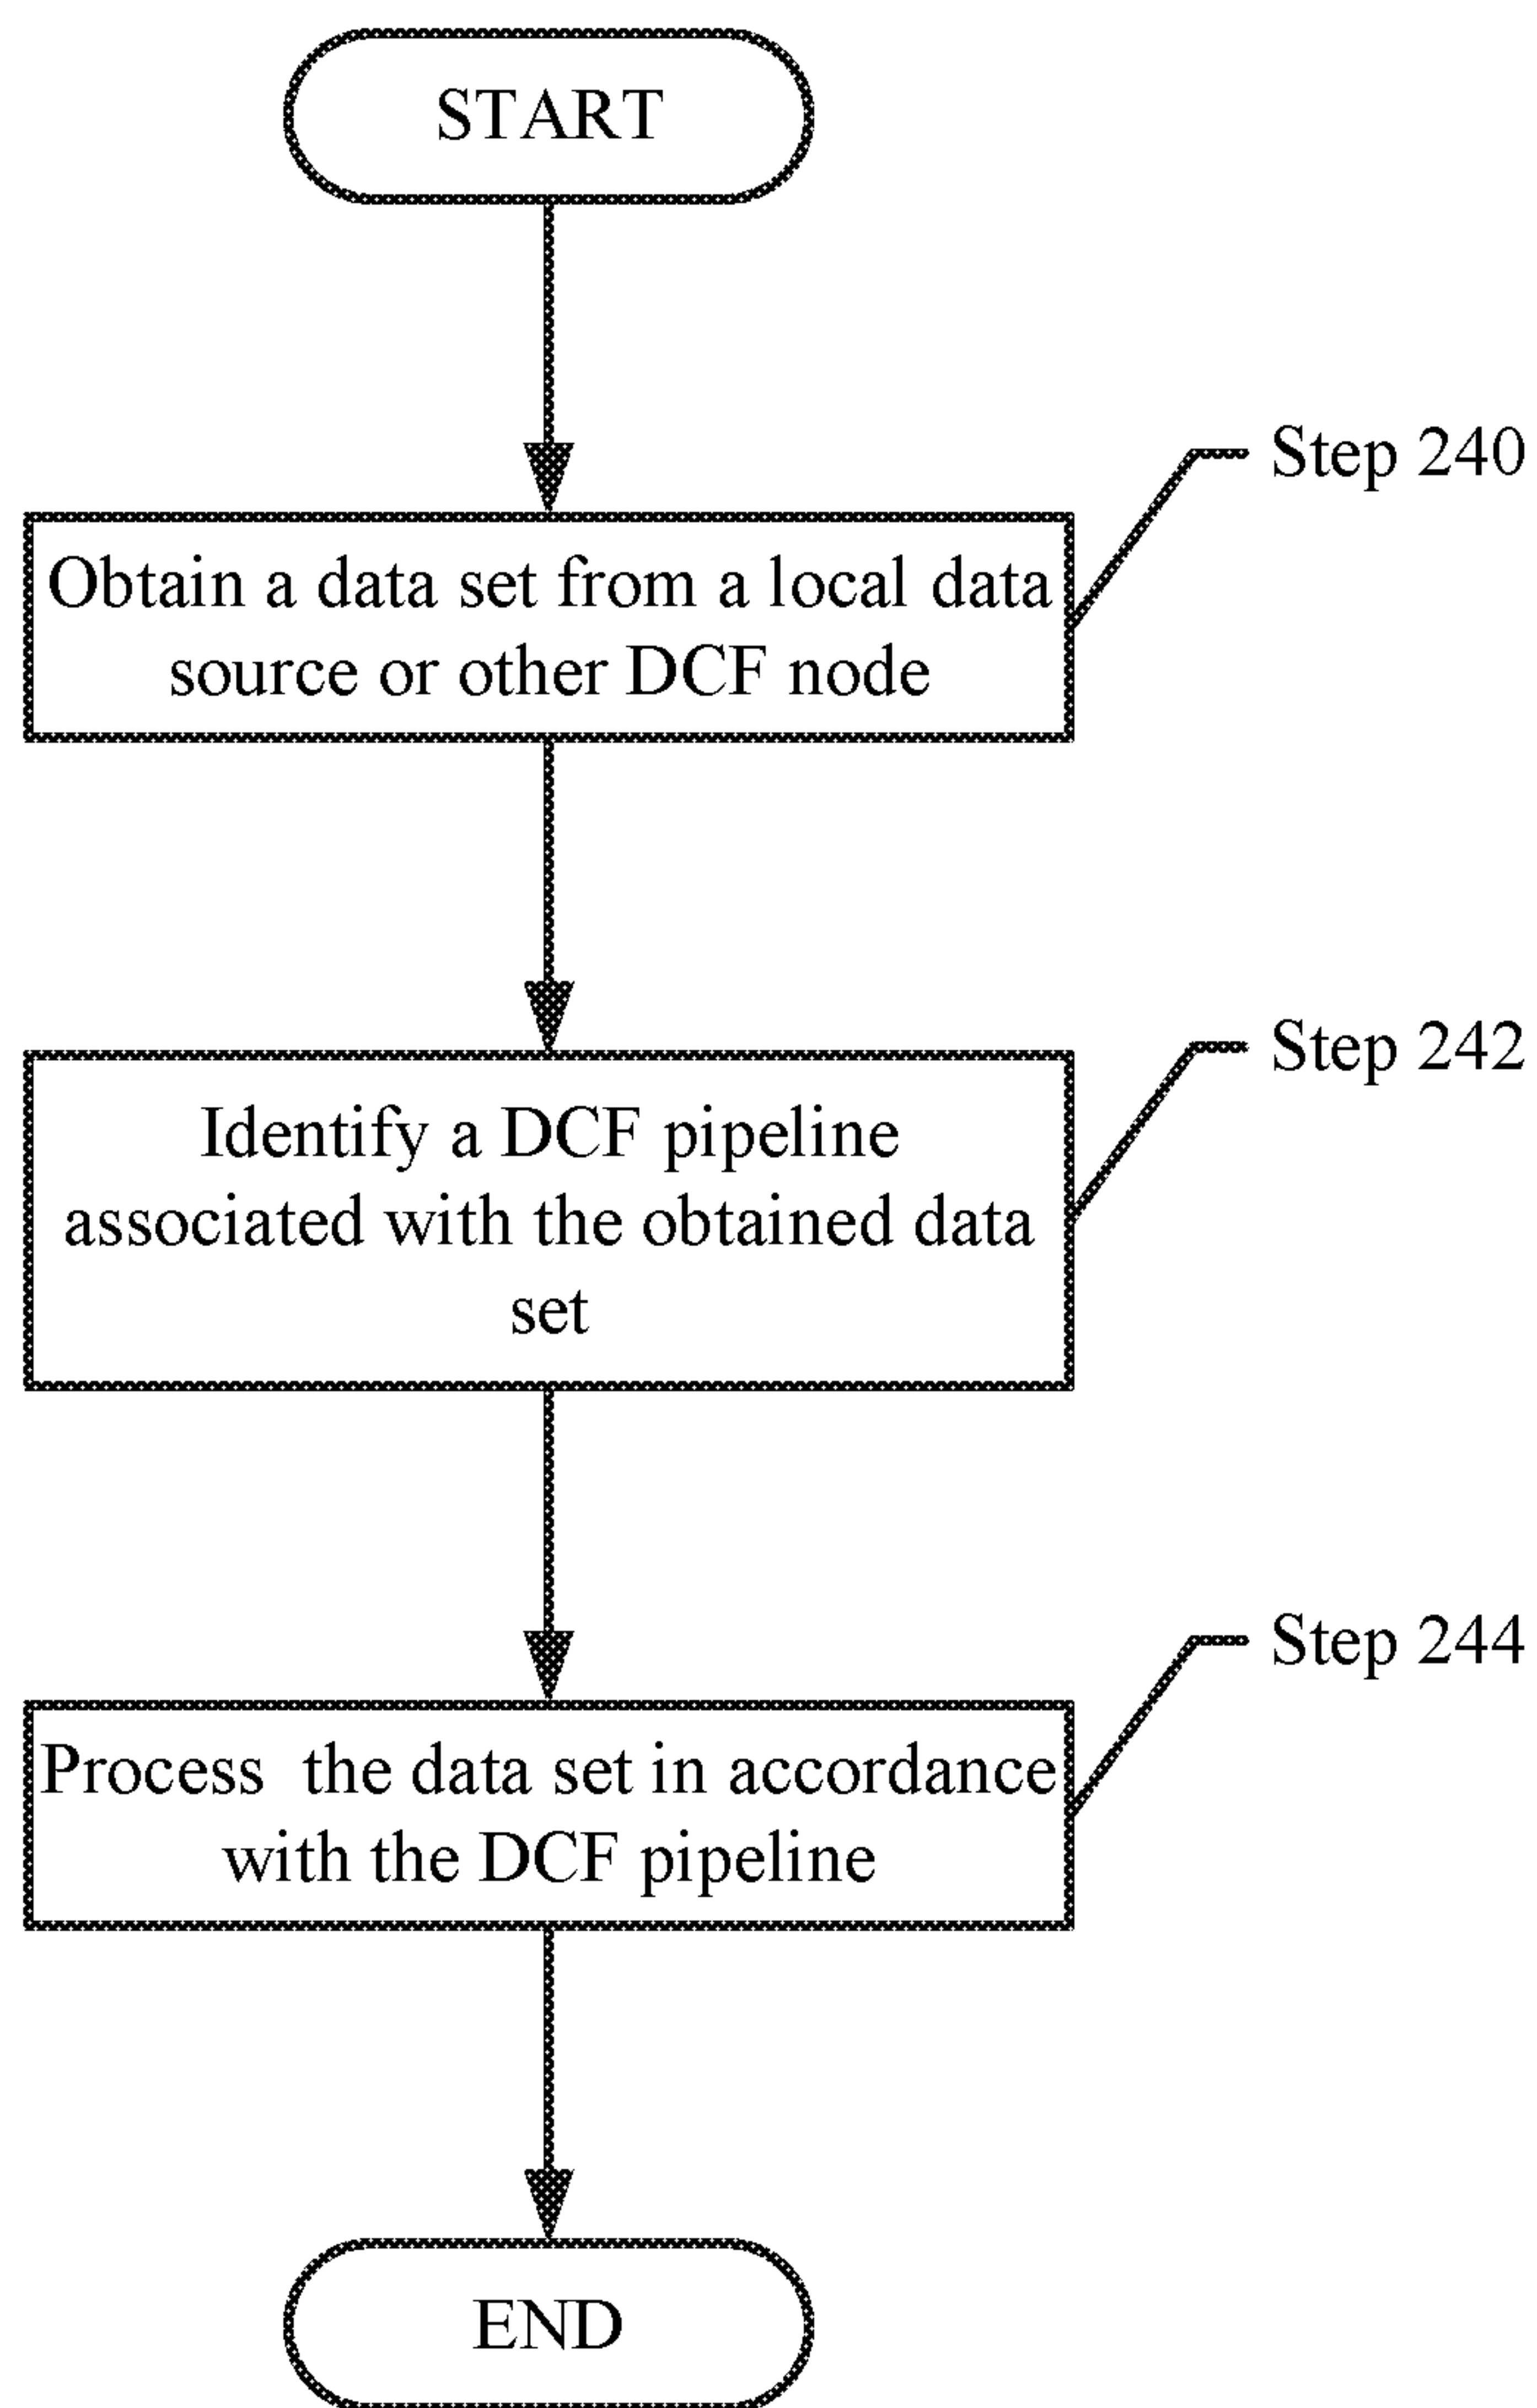 START
Step 240
Obtain a data set from a local data
source or other DCF node
Step 242
Identify a DCF pipeline
associated with the obtained data
set
Step 244
Process  the data set in accordance
with the DCF pipeline
END